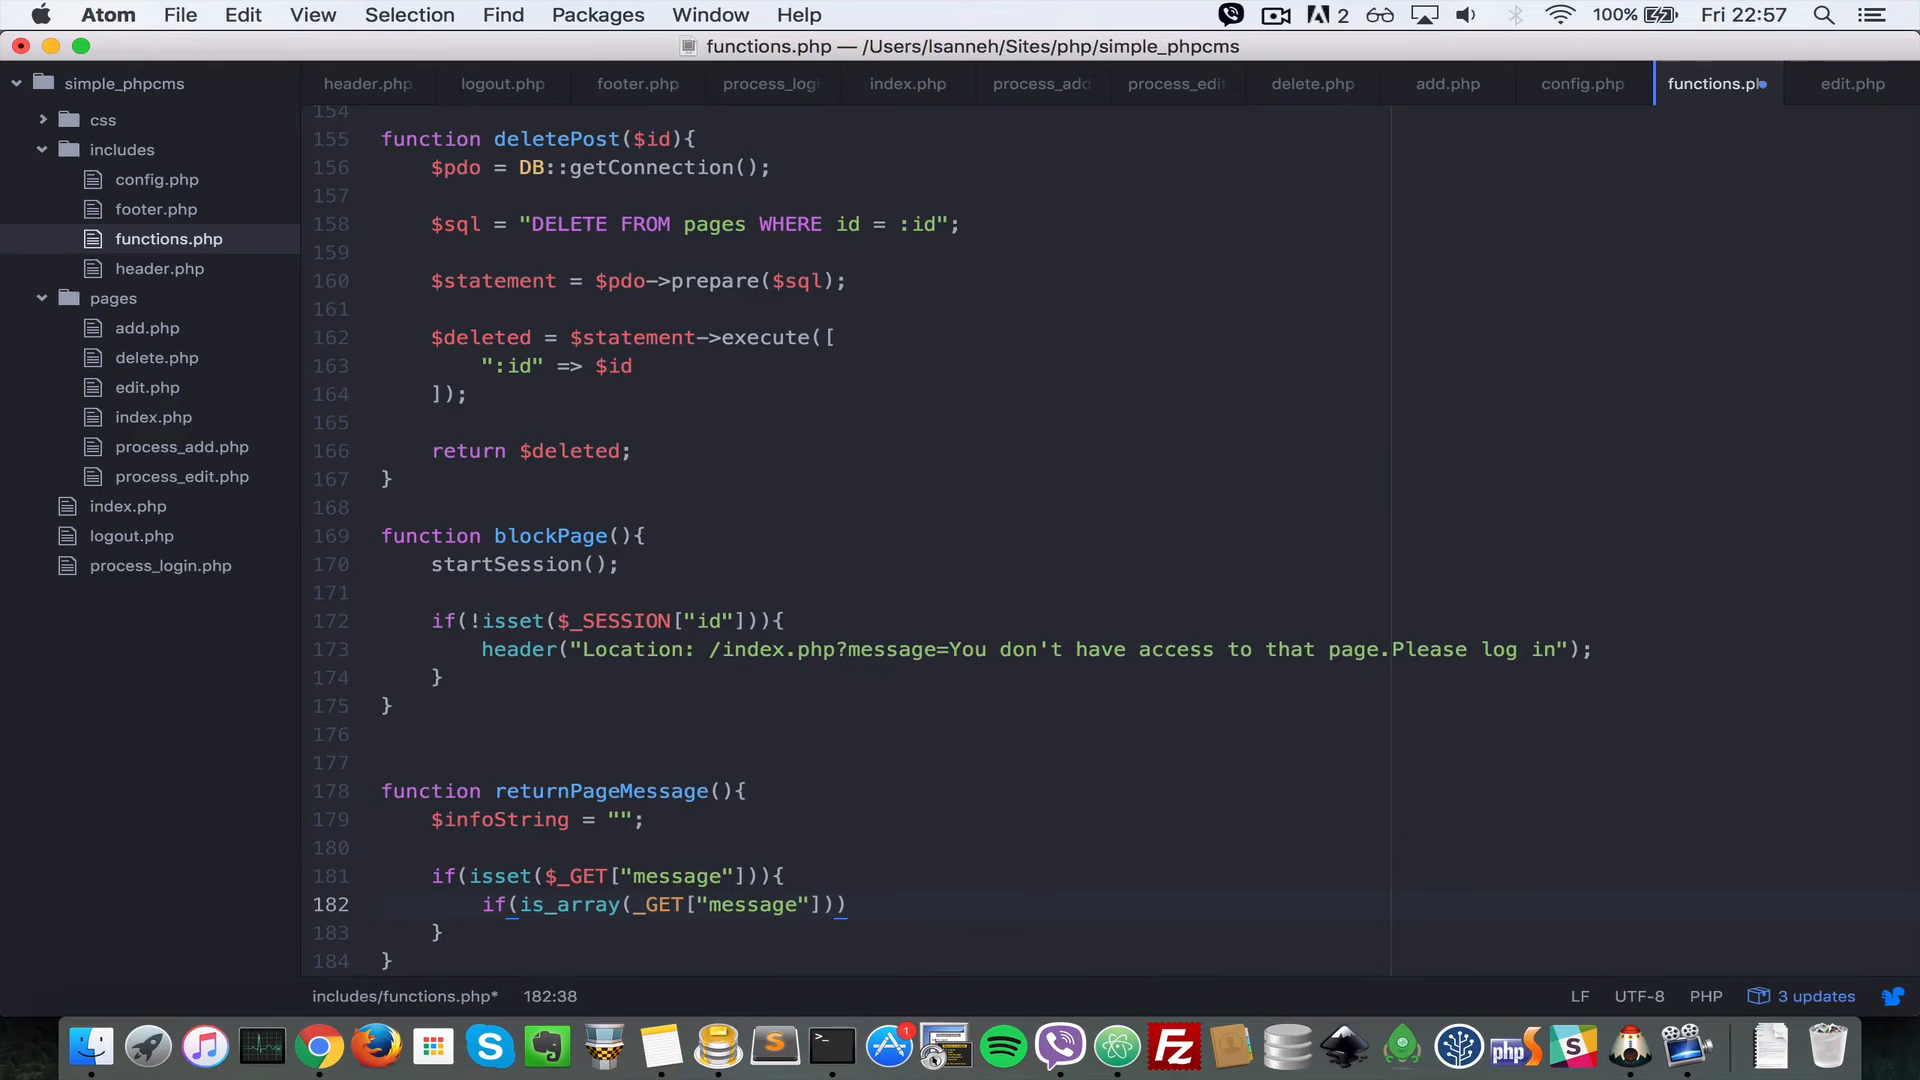 Atom File Edit View Selection Find Packages Window Help 2 100% Fri 22:57
functions.php — /Users/lsanneh/Sites/php/simple_phpcms
simple_phpcms
css
includes
config.php
footer.php
functions.php
header.php
pages
add.php
delete.php
edit.php
index.php
process_add.php
process_edit.php
index.php
logout.php
process_login.php
header.php logout.php footer.php process_logi index.php process_add process_edit delete.php add.php config.php functions.ph edit.php
154
155 function deletePost($id){
156 $pdo = DB::getConnection();
157
158 $sql = "DELETE FROM pages WHERE id = :id";
159
160 $statement = $pdo->prepare($sql);
161
162 $deleted = $statement->execute([
163 ":id" => $id
164 ]);
165
166 return $deleted;
167 }
168
169 function blockPage(){
170 startSession();
171
172 if(!isset($_SESSION["id"])){
173 header("Location: /index.php?message=You don't have access to that page.Please log in");
174 }
175 }
176
177
178 function returnPageMessage(){
179 $infoString = "";
180
181 if(isset($_GET["message"])){
182 if(is_array(_GET["message"]))
183 }
184 }
includes/functions.php* 182:38 LF UTF-8 PHP 3 updates
1
php